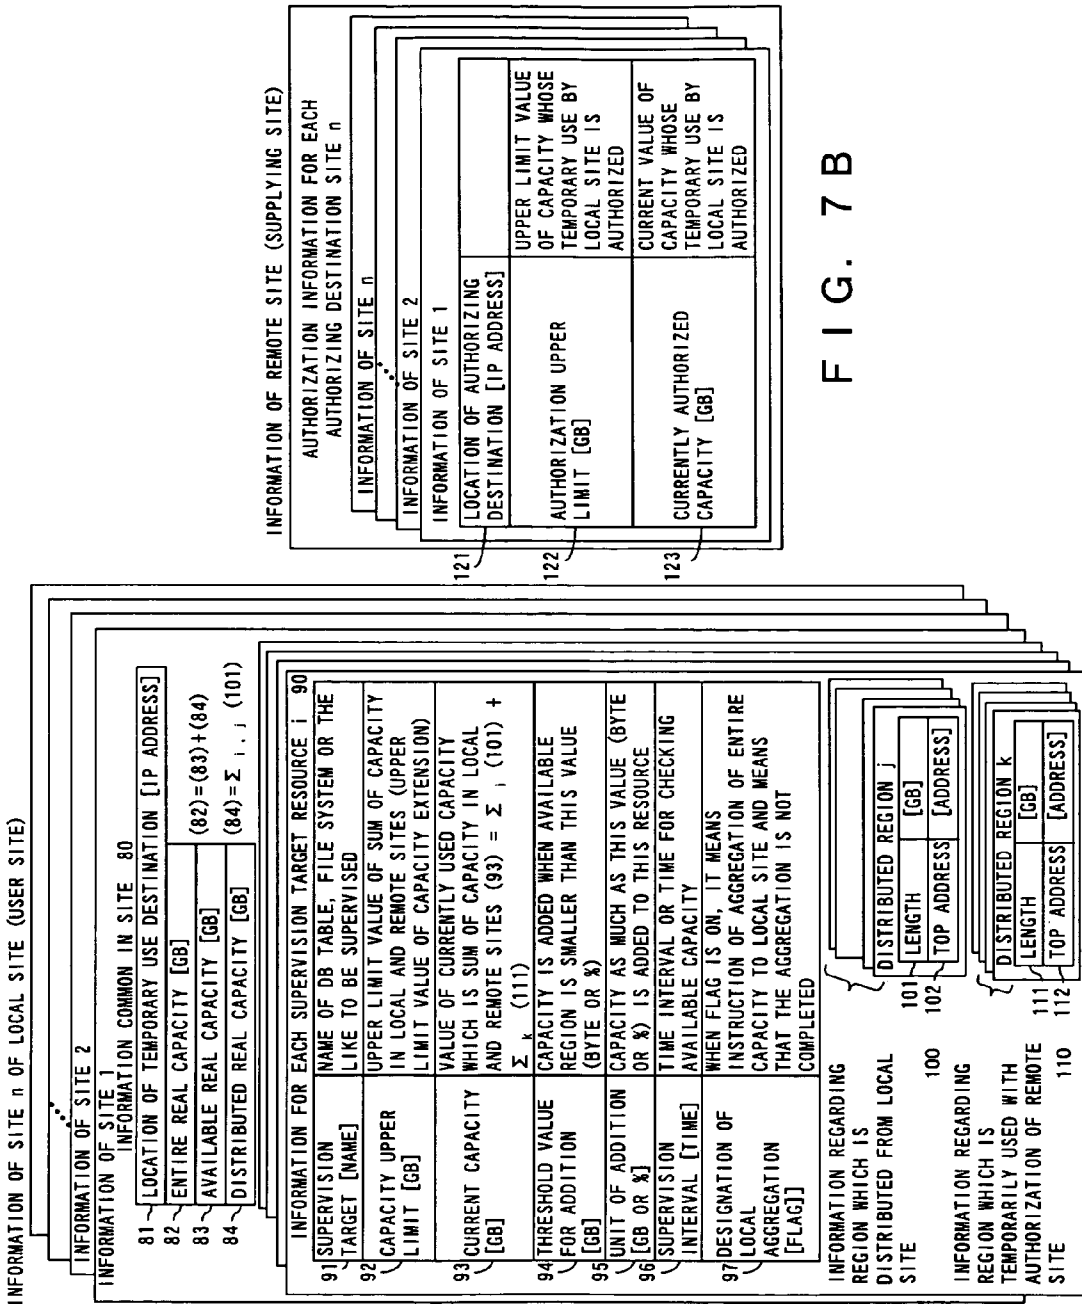 INFORMATION OF SITE n OF LOCAL SITE (USER SITE)
INFORMATION OF SITE 2
INFORMATION OF SITE 1
INFORMATION COMMON IN SITE 80
81 LOCATION OF TEMPORARY USE DESTINATION [IP ADDRESS]
82 ENTIRE REAL CAPACITY [GB] (82)=(83)+(84)
83 AVAILABLE REAL CAPACITY [GB]
84 DISTRIBUTED REAL CAPACITY [GB] (84)=Σ i, j (101)
INFORMATION FOR EACH SUPERVISION TARGET RESOURCE i 90
91 SUPERVISION
TARGET [NAME]
NAME OF DB TABLE, FILE SYSTEM OR THE
LIKE TO BE SUPERVISED
92 CAPACITY UPPER
LIMIT [GB]
UPPER LIMIT VALUE OF SUM OF CAPACITY
IN LOCAL AND REMOTE SITES (UPPER
LIMIT VALUE OF CAPACITY EXTENSION)
93 CURRENT CAPACITY
[GB]
VALUE OF CURRENTLY USED CAPACITY
WHICH IS SUM OF CAPACITY IN LOCAL
AND REMOTE SITES (93) = Σ j (101) +
Σ k (111)
94 THRESHOLD VALUE
FOR ADDITION
[GB]
CAPACITY IS ADDED WHEN AVAILABLE
REGION IS SMALLER THAN THIS VALUE
(BYTE OR %)
95 UNIT OF ADDITION
[GB OR %]
CAPACITY AS MUCH AS THIS VALUE (BYTE
OR %) IS ADDED TO THIS RESOURCE
96 SUPERVISION
INTERVAL [TIME]
TIME INTERVAL OR TIME FOR CHECKING
AVAILABLE CAPACITY
97 DESIGNATION OF
LOCAL
AGGREGATION
[FLAG]]
WHEN FLAG IS ON, IT MEANS
INSTRUCTION OF AGGREGATION OF ENTIRE
CAPACITY TO LOCAL SITE AND MEANS
THAT THE AGGREGATION IS NOT
COMPLETED
INFORMATION REGARDING
REGION WHICH IS
DISTRIBUTED FROM LOCAL
SITE 100
DISTRIBUTED REGION j
101 LENGTH [GB]
102 TOP ADDRESS [ADDRESS]
INFORMATION REGARDING
REGION WHICH IS
TEMPORARILY USED WITH
AUTHORIZATION OF REMOTE
SITE 110
DISTRIBUTED REGION k
111 LENGTH [GB]
112 TOP ADDRESS [ADDRESS]
INFORMATION OF REMOTE SITE (SUPPLYING SITE)
AUTHORIZATION INFORMATION FOR EACH
AUTHORIZING DESTINATION SITE n
INFORMATION OF SITE n
INFORMATION OF SITE 2
INFORMATION OF SITE 1
121 LOCATION OF AUTHORIZING
DESTINATION [IP ADDRESS]
122 AUTHORIZATION UPPER
LIMIT [GB]
UPPER LIMIT VALUE
OF CAPACITY WHOSE
TEMPORARY USE BY
LOCAL SITE IS
AUTHORIZED
123 CURRENTLY AUTHORIZED
CAPACITY [GB]
CURRENT VALUE OF
CAPACITY WHOSE
TEMPORARY USE BY
LOCAL SITE IS
AUTHORIZED
FIG. 7B